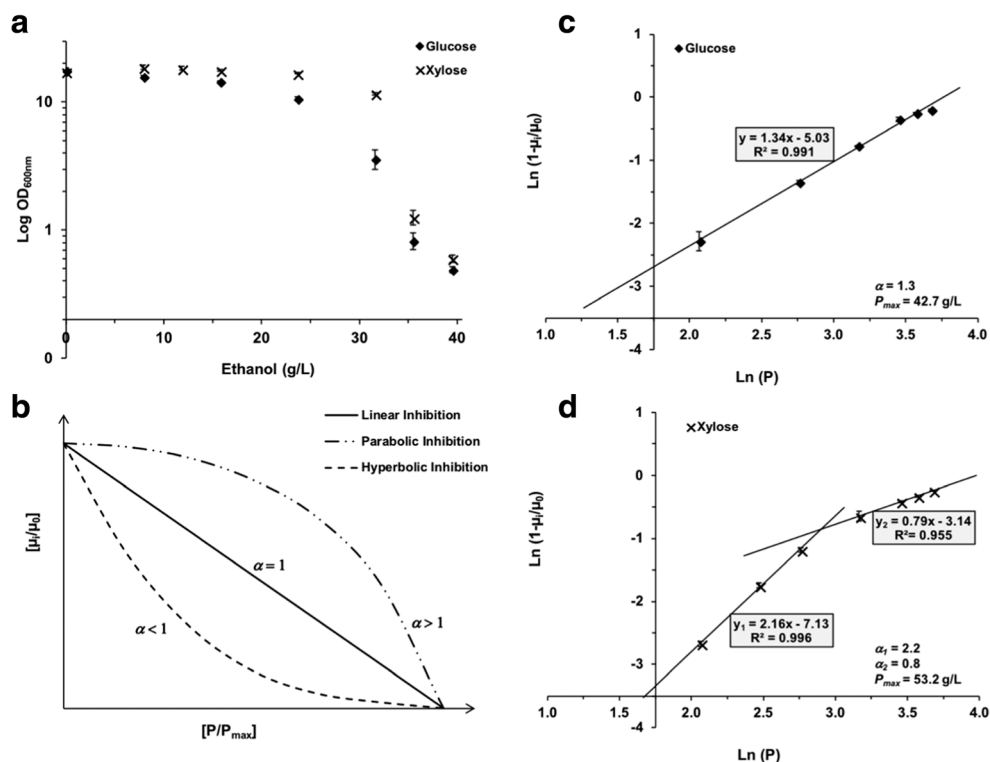 a
Log OD600nm
10
1
0
0
10
20
30
40
Ethanol (g/L)
Glucose
Xylose
b
[μi/μ0]
Linear Inhibition
Parabolic Inhibition
Hyperbolic Inhibition
α = 1
α < 1
α > 1
[P/Pmax]
c
Ln (1-μi/μ0)
Glucose
1
0
-1
-2
-3
-4
y = 1.34x - 5.03
R² = 0.991
α = 1.3
Pmax = 42.7 g/L
1.0
2.0
2.5
3.0
3.5
4.0
Ln (P)
d
Ln (1-μi/μ0)
Xylose
1
0
-1
-2
-3
-4
y2 = 0.79x - 3.14
R²= 0.955
y1 = 2.16x - 7.13
R² = 0.996
α1 = 2.2
α2 = 0.8
Pmax = 53.2 g/L
1.0
2.0
2.5
3.0
3.5
4.0
Ln (P)